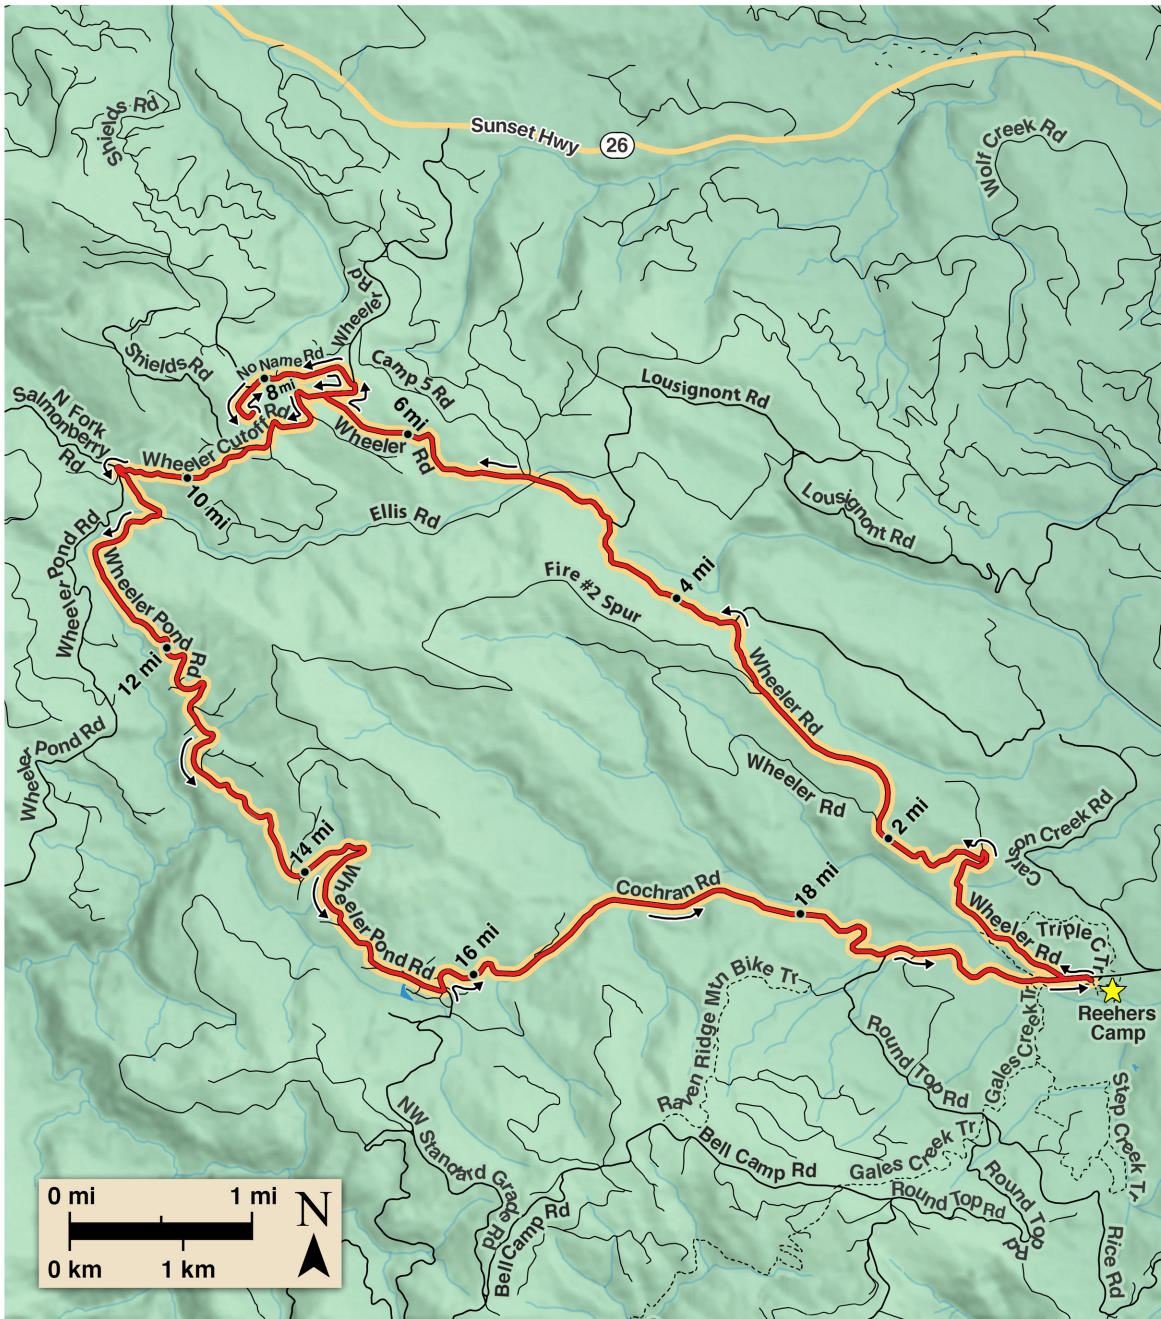 Shields Rd
Sunset Hwy
26
Wolf Creek Rd
Wheeler Rd
Shields Rd
No Name Rd
Camp 5 Rd
8 mi
6 mi
Lousignont Rd
N Fork
Salmonberry
Rd
Wheeler Cutoff Rd
Wheeler Rd
10 mi
Ellis Rd
Lousignont Rd
Wheeler Pond Rd
Wheeler Pond Rd
Fire #2 Spur
4 mi
12 mi
Wheeler Rd
Wheeler Pond Rd
Wheeler Rd
2 mi
Carlson Creek Rd
14 mi
Wheeler Pond Rd
Cochran Rd
18 mi
16 mi
Wheeler Rd
Triple C Tr
Raven Ridge Mtn Bike Tr
Reehers
Camp
Round Top Rd
Gales Creek Tr
Step Creek Tr
NW Standard Grade Rd
Bell Camp Rd
Gales Creek Tr
Round Top Rd
Round Top Rd
Bell Camp Rd
Rice Rd
0 mi
1 mi
N
0 km
1 km